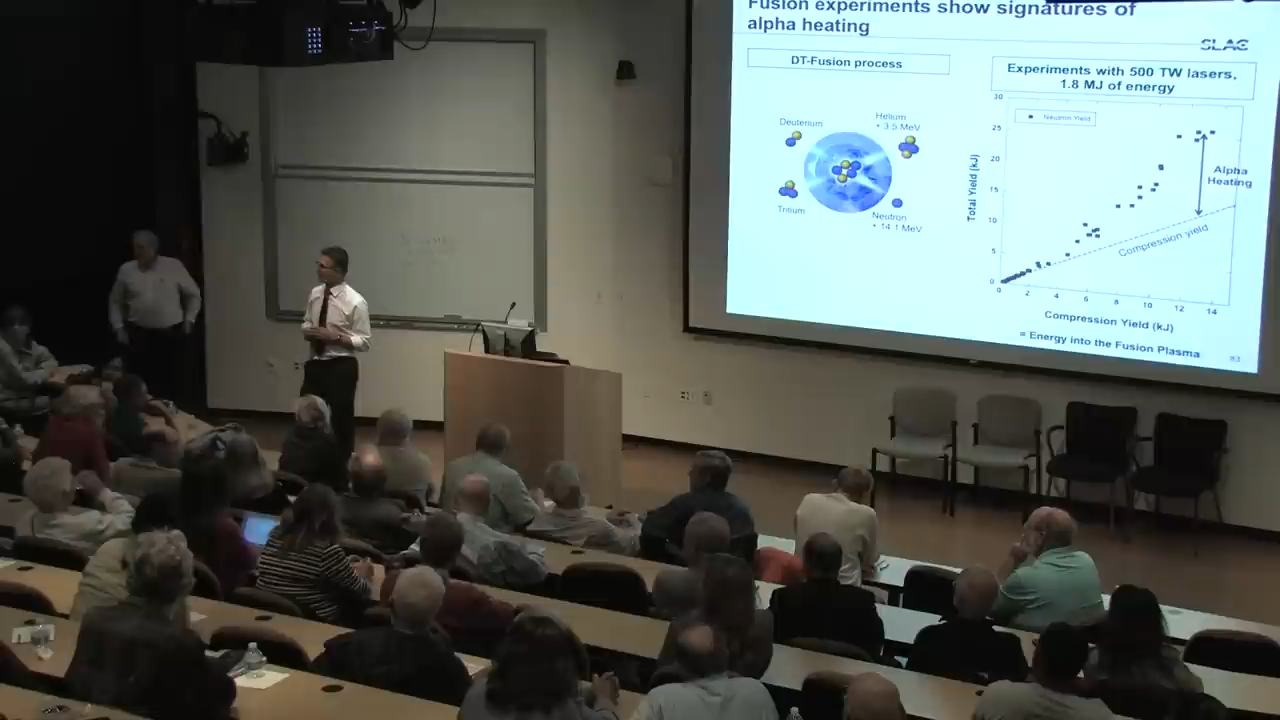 Fusion experiments show signatures of
alpha heating
SLAC
DT-Fusion process
Deuterium
Helium
+ 3.5 MeV
Tritium
Neutron
+ 14.1 MeV
Experiments with 500 TW lasers,
1.8 MJ of energy
Neutron Yield
Total Yield (kJ)
30
25
20
15
10
5
0
0 2 4 6 8 10 12 14
Alpha
Heating
Compression yield
Compression Yield (kJ)
= Energy into the Fusion Plasma